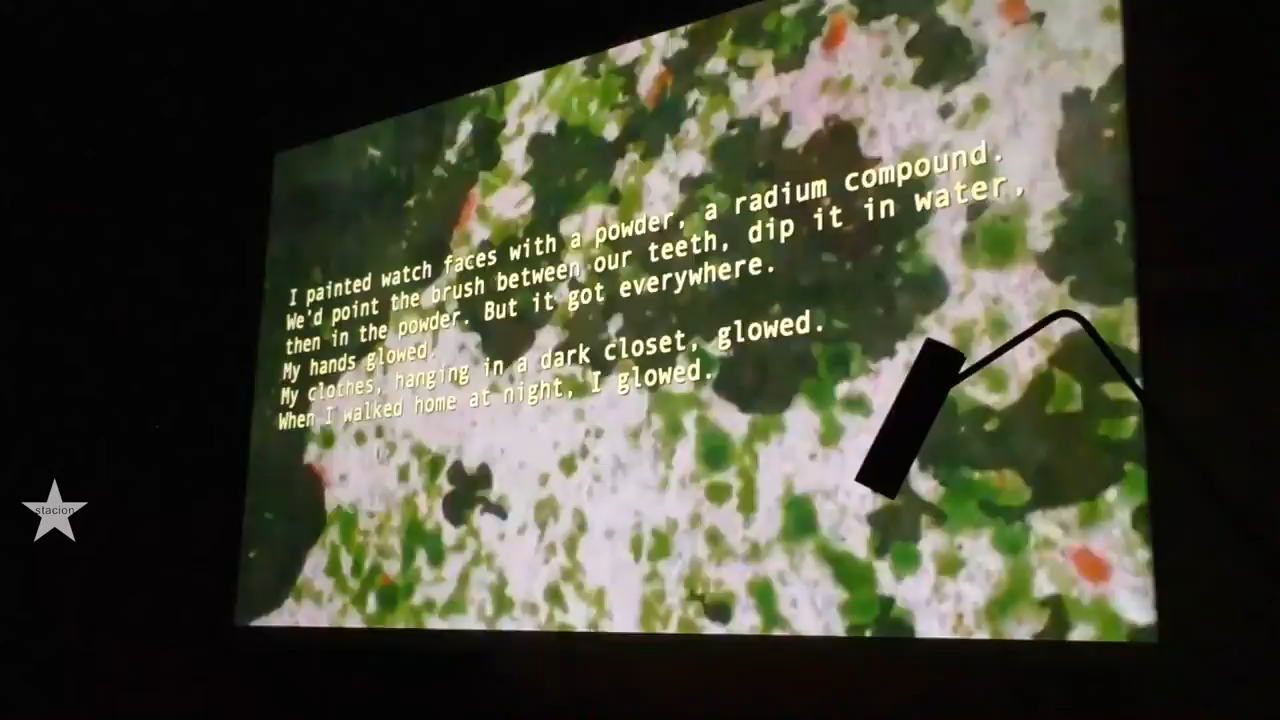 I painted watch faces with a powder, a radium compound.
We'd point the brush between our teeth, dip it in water,
then in the powder. But it got everywhere.
My hands glowed.
My clothes, hanging in a dark closet, glowed.
When I walked home at night, I glowed.
stacion